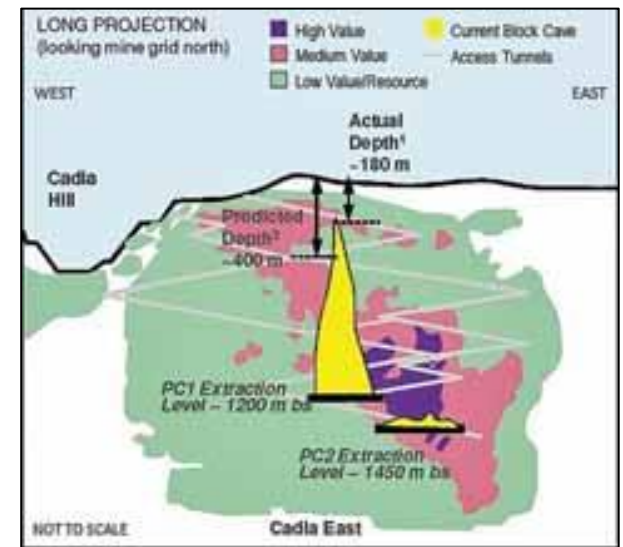 LONG PROJECTION
(looking mine grid north)
High Value
Medium Value
Low Value/Resource
Current Block Cave
Access Tunnels
WEST
EAST
Actual
Depth¹
~180 m
Cadia
Hill
Predicted
Depth²
~400 m
PC1 Extraction
Level ~ 1200 m bs
PC2 Extraction
Level ~ 1450 m bs
NOT TO SCALE
Cadia East